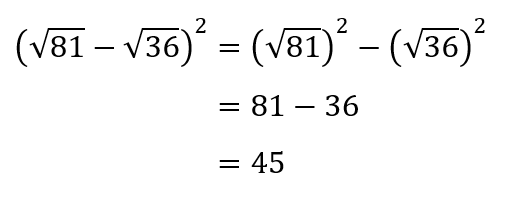 (√81 − √36)² = (√81)² − (√36)²
= 81 − 36
= 45